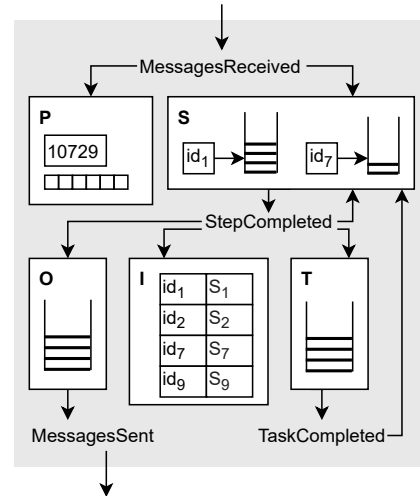 MessagesReceived
P
10729
S
id1
id7
StepCompleted
O
I
id1 S1
id2 S2
id7 S7
id9 S9
T
MessagesSent
TaskCompleted